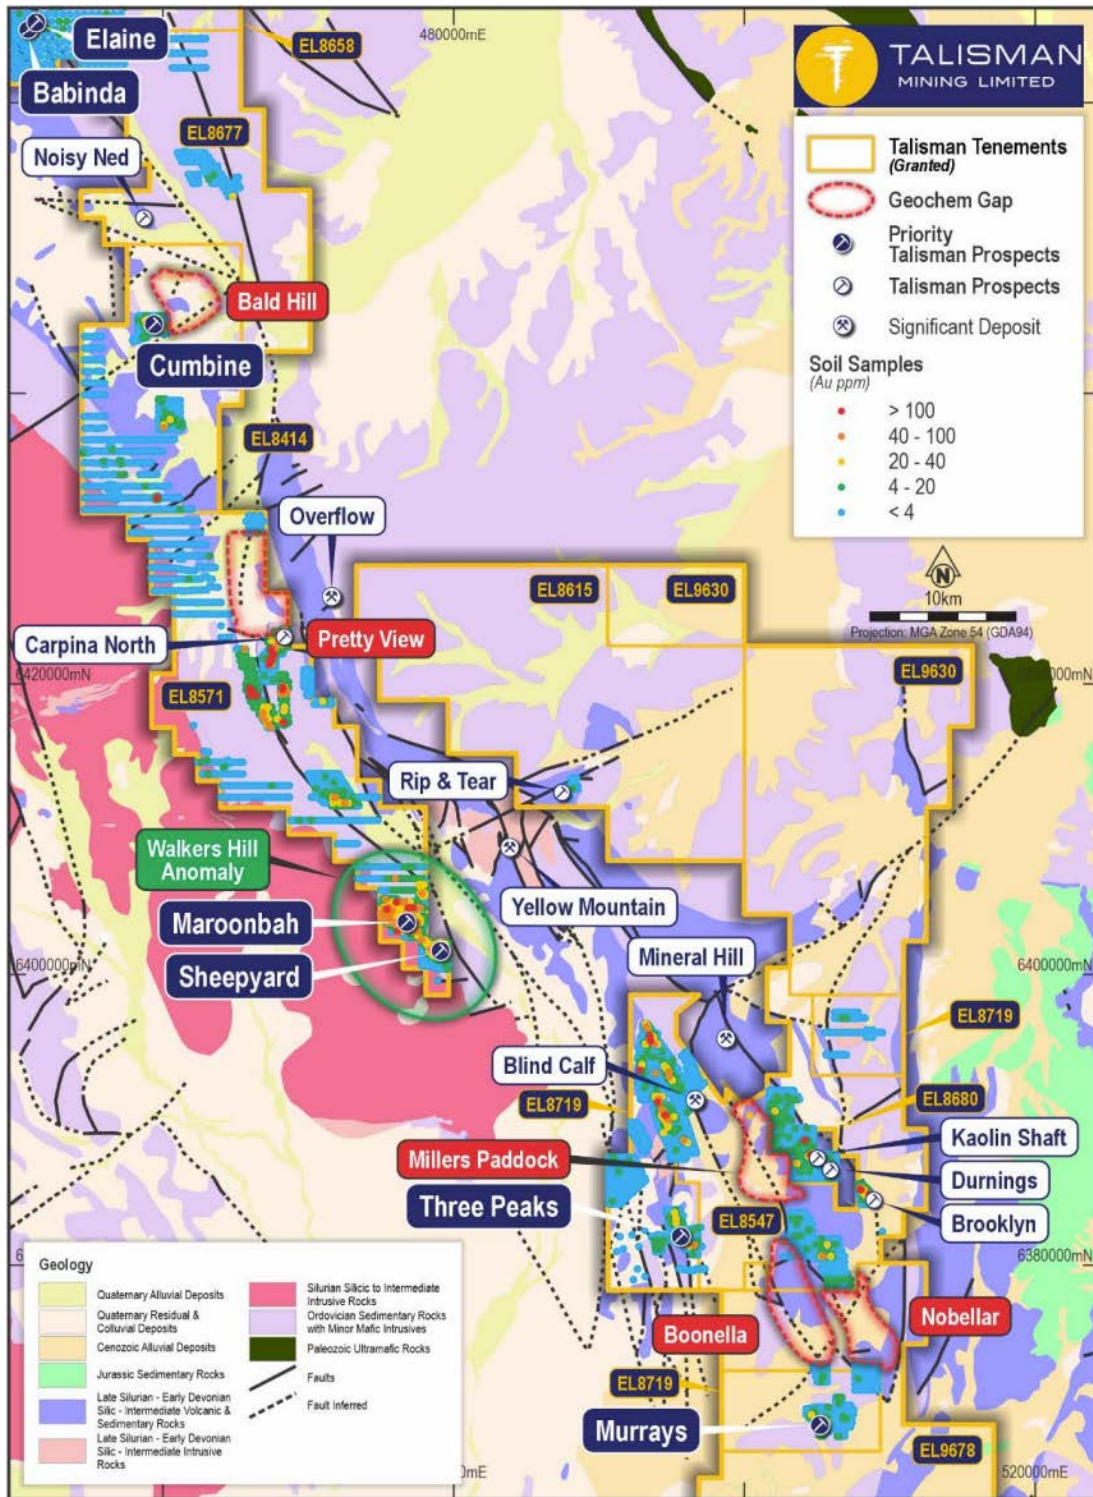 Elaine
Babinda
EL8658
480000mE
TALISMAN
MINING LIMITED
Noisy Ned
EL8677
Talisman Tenements
(Granted)
Geochem Gap
Priority
Talisman Prospects
Talisman Prospects
Significant Deposit
Soil Samples
(Au ppm)
> 100
40 - 100
20 - 40
4 - 20
< 4
Bald Hill
Cumbine
EL8414
Overflow
N
10km
Projection: MGA Zone 54 (GDA94)
EL8615
EL9630
Carpina North
Pretty View
6420000mN
EL8571
EL9630
Rip & Tear
Walkers Hill
Anomaly
Maroonbah
Sheepyard
Yellow Mountain
Mineral Hill
6400000mN
6400000mN
EL8719
Blind Calf
EL8719
EL8680
Kaolin Shaft
Millers Paddock
Durnings
Three Peaks
EL8547
Brooklyn
6380000mN
Boonella
Nobellar
EL8719
Murrays
EL9678
520000mE
Geology
Quaternary Alluvial Deposits
Quaternary Residual &
Colluvial Deposits
Cenozoic Alluvial Deposits
Jurassic Sedimentary Rocks
Late Silurian - Early Devonian
Silic - Intermediate Volcanic &
Sedimentary Rocks
Late Silurian - Early Devonian
Silic - Intermediate Intrusive
Rocks
Silurian Silicic to Intermediate
Intrusive Rocks
Ordovician Sedimentary Rocks
with Minor Mafic Intrusives
Paleozoic Ultramafic Rocks
Faults
Fault Inferred